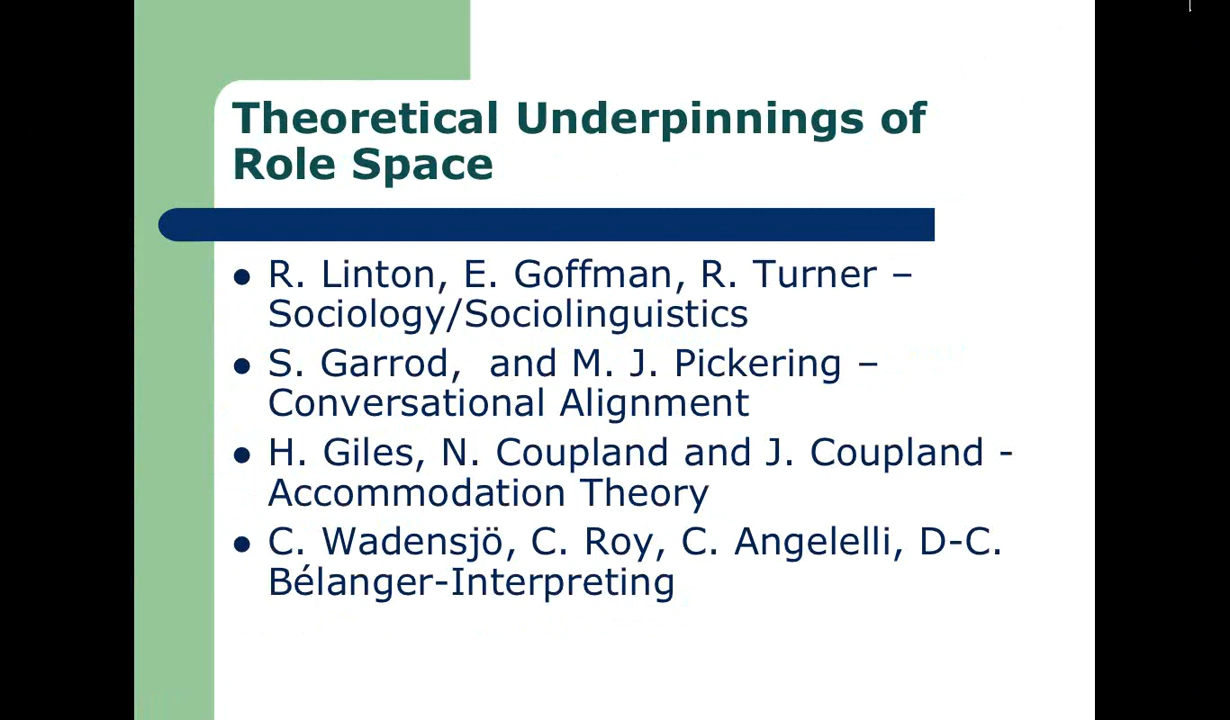 Theoretical Underpinnings of
Role Space
● R. Linton, E. Goffman, R. Turner –
Sociology/Sociolinguistics
● S. Garrod,  and M. J. Pickering –
Conversational Alignment
● H. Giles, N. Coupland and J. Coupland -
Accommodation Theory
● C. Wadensjö, C. Roy, C. Angelelli, D-C.
Bélanger-Interpreting